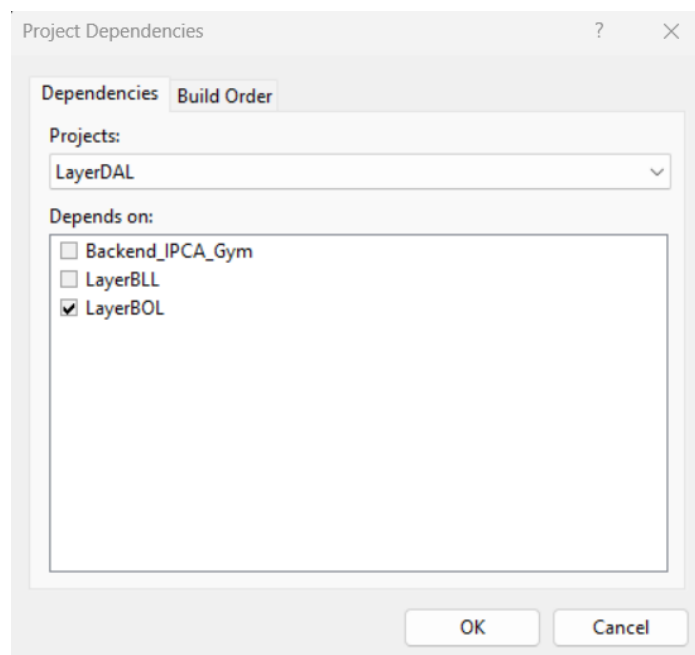 Project Dependencies ?
Dependencies Build Order
Projects:
LayerDAL
Depends on:
Backend_IPCA_Gym
LayerBLL
LayerBOL
OK Cancel